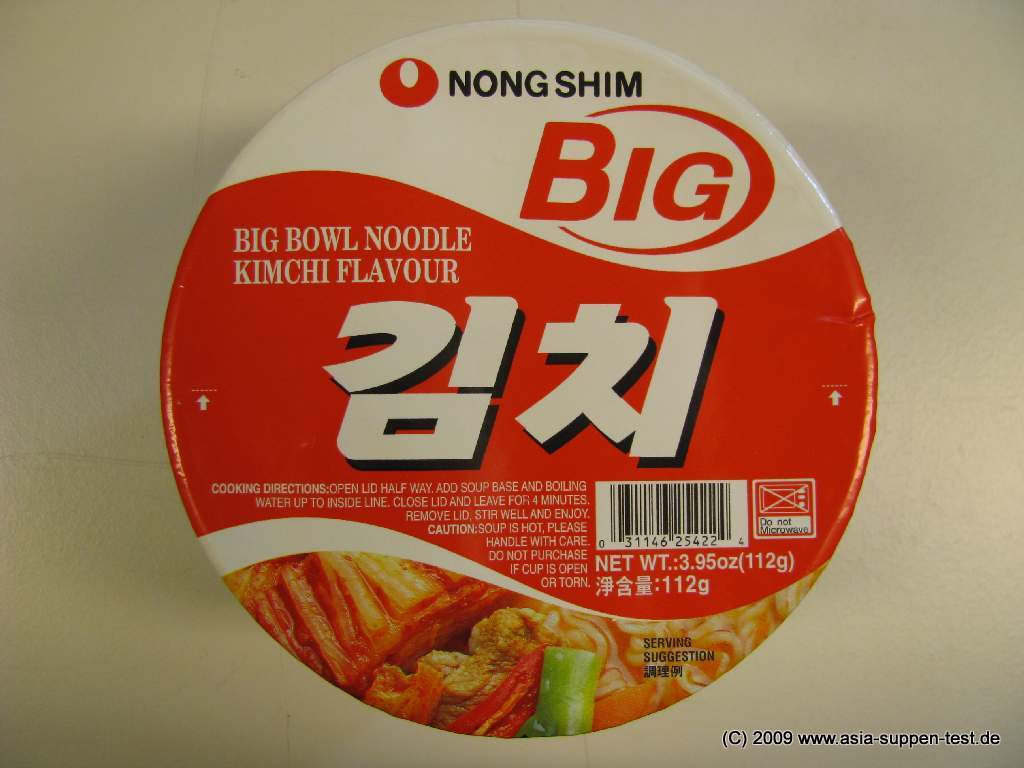 NONGSHIM
BIG
BIG BOWL NOODLE
KIMCHI FLAVOUR
김치
COOKING DIRECTIONS:OPEN LID HALF WAY. ADD SOUP BASE AND BOILING
WATER UP TO INSIDE LINE. CLOSE LID AND LEAVE FOR 4 MINUTES.
REMOVE LID, STIR WELL AND ENJOY.
CAUTION:SOUP IS HOT, PLEASE
HANDLE WITH CARE.
DO NOT PURCHASE
IF CUP IS OPEN
OR TORN.
0 31146 25422 4
Do not
Microwave
NET WT.:3.95oz(112g)
淨含量:112g
SERVING
SUGGESTION
調理例
(C) 2009 www.asia-suppen-test.de